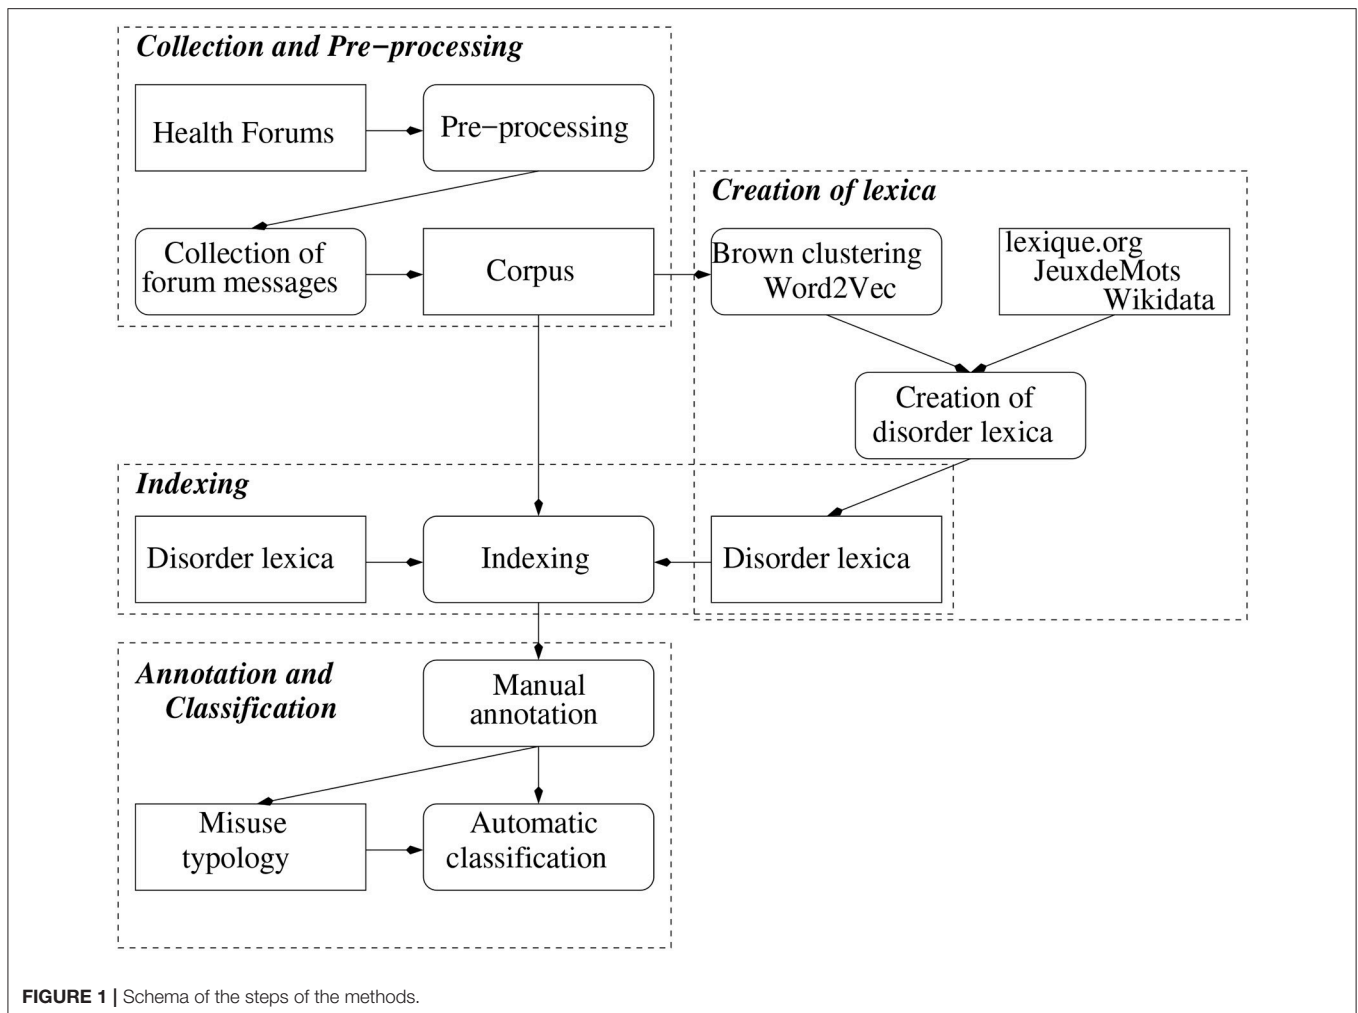 Collection and Pre−processing
Health Forums
Pre−processing
Collection of
forum messages
Corpus
Creation of lexica
Brown clustering
Word2Vec
lexique.org
JeuxdeMots
Wikidata
Creation of
disorder lexica
Indexing
Disorder lexica
Indexing
Disorder lexica
Annotation and
Classification
Manual
annotation
Misuse
typology
Automatic
classification
FIGURE 1 | Schema of the steps of the methods.